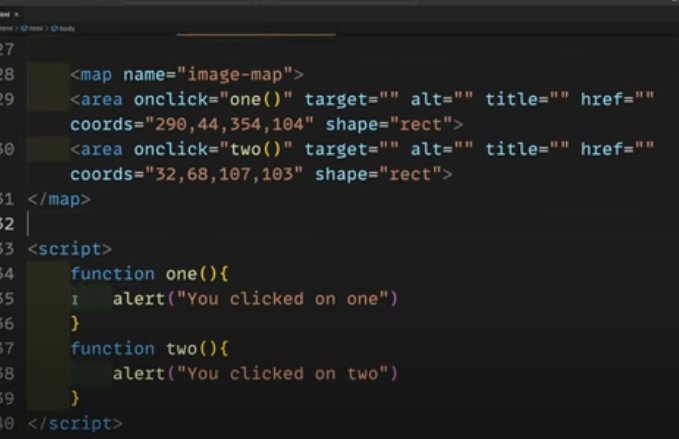 html ×
html > html > body
27
28 <map name="image-map">
29 <area onclick="one()" target="" alt="" title="" href=""
coords="290,44,354,104" shape="rect">
30 <area onclick="two()" target="" alt="" title="" href=""
coords="32,68,107,103" shape="rect">
31 </map>
32
33 <script>
34 function one(){
35 alert("You clicked on one")
36 }
37 function two(){
38 alert("You clicked on two")
39 }
40 </script>